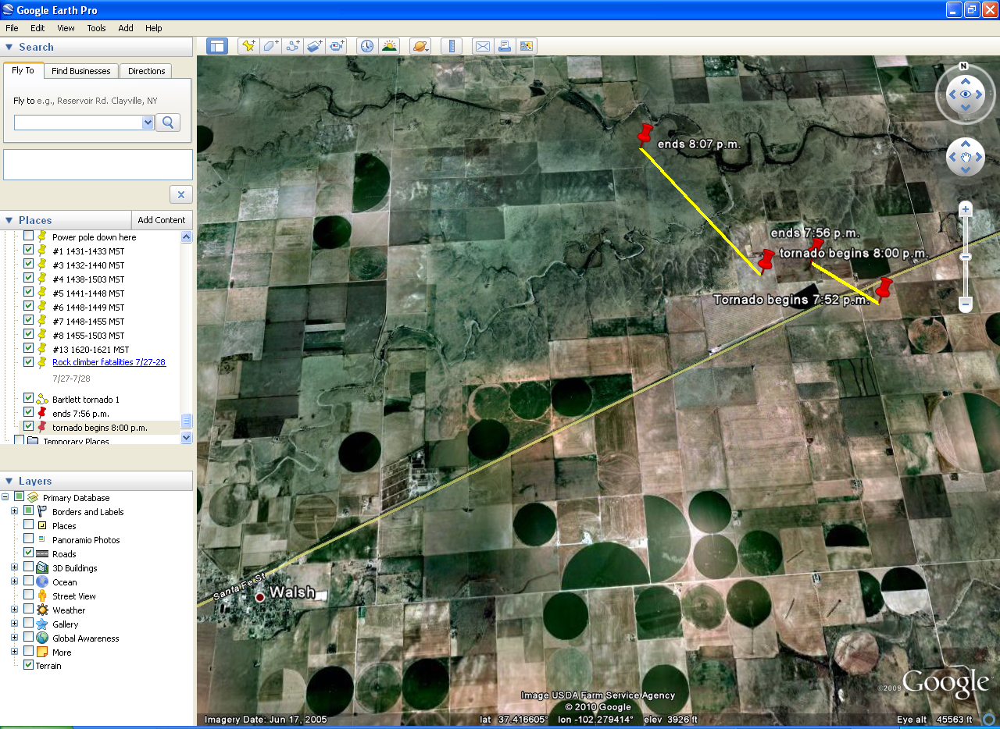 Google Earth Pro
File Edit View Tools Add Help
Search
Fly To Find Businesses Directions
Fly to e.g., Reservoir Rd. Clayville, NY
Places Add Content
Power pole down here
#1 1431-1433 MST
#3 1432-1440 MST
#4 1438-1503 MST
#5 1441-1448 MST
#6 1448-1449 MST
#7 1448-1455 MST
#8 1455-1503 MST
#13 1620-1621 MST
Rock climber fatalities 7/27-28
7/27-7/28
Bartlett tornado 1
ends 7:56 p.m.
tornado begins 8:00 p.m.
Temporary Places
Layers
Primary Database
Borders and Labels
Places
Panoramio Photos
Roads
3D Buildings
Ocean
Street View
Weather
Gallery
Global Awareness
More
Terrain
N
ends 8:07 p.m.
ends 7:56 p.m.
tornado begins 8:00 p.m.
Tornado begins 7:52 p.m.
Santa Fe St
Walsh
©2009 Google
Image USDA Farm Service Agency
© 2010 Google
Imagery Date: Jun 17, 2005 lat 37.416605° lon -102.279414° elev 3926 ft Eye alt 45563 ft